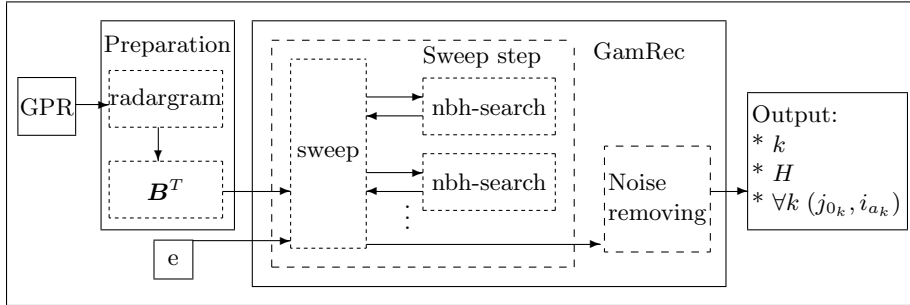 Preparation
GPR
radargram
B^T
e
Sweep step
sweep
nbh-search
nbh-search
⋮
GamRec
Noise
removing
Output:
* k
* H
* ∀k (j_{0_k}, i_{a_k})